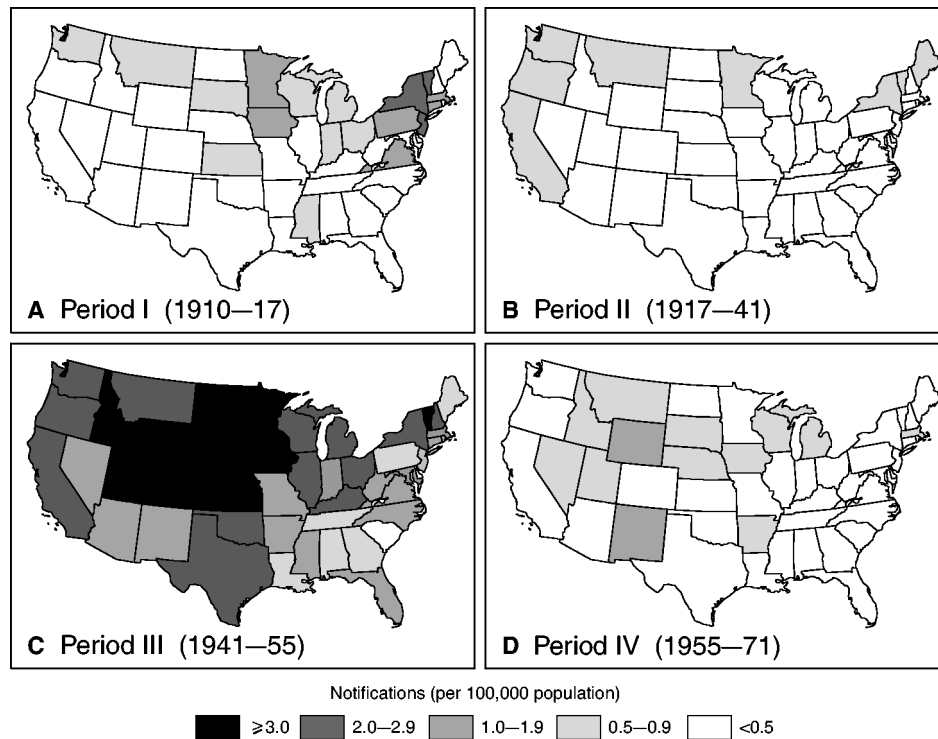 A Period I (1910—17)
B Period II (1917—41)
C Period III (1941—55)
D Period IV (1955—71)
Notifications (per 100,000 population)
⩾3.0 2.0—2.9 1.0—1.9 0.5—0.9 <0.5